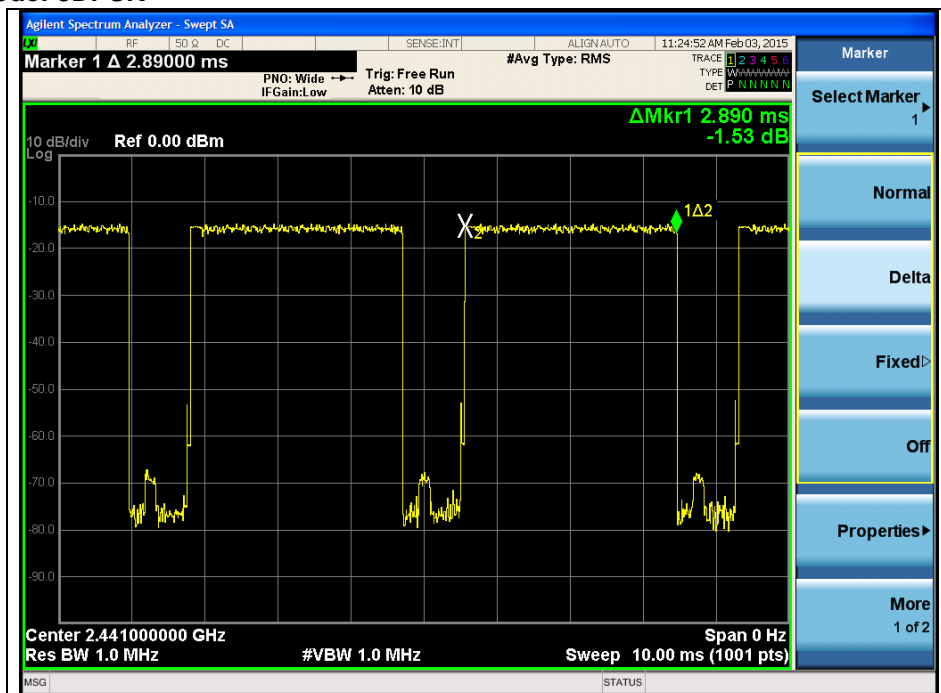 Agilent Spectrum Analyzer - Swept SA
LXI RF 50 Ω DC SENSE:INT ALIGN AUTO 11:24:52 AM Feb 03, 2015
Marker 1 Δ 2.89000 ms
PNO: Wide
IFGain:Low
Trig: Free Run
Atten: 10 dB
#Avg Type: RMS
TRACE 1 2 3 4 5 6
TYPE W
DET P N N N N N
ΔMkr1 2.890 ms
-1.53 dB
10 dB/div Ref 0.00 dBm
Log
-10.0
-20.0
-30.0
-40.0
-50.0
-60.0
-70.0
-80.0
-90.0
2
1Δ2
Center 2.441000000 GHz Span 0 Hz
Res BW 1.0 MHz #VBW 1.0 MHz Sweep 10.00 ms (1001 pts)
MSG STATUS
Marker
Select Marker
1
Normal
Delta
Fixed
Off
Properties
More
1 of 2